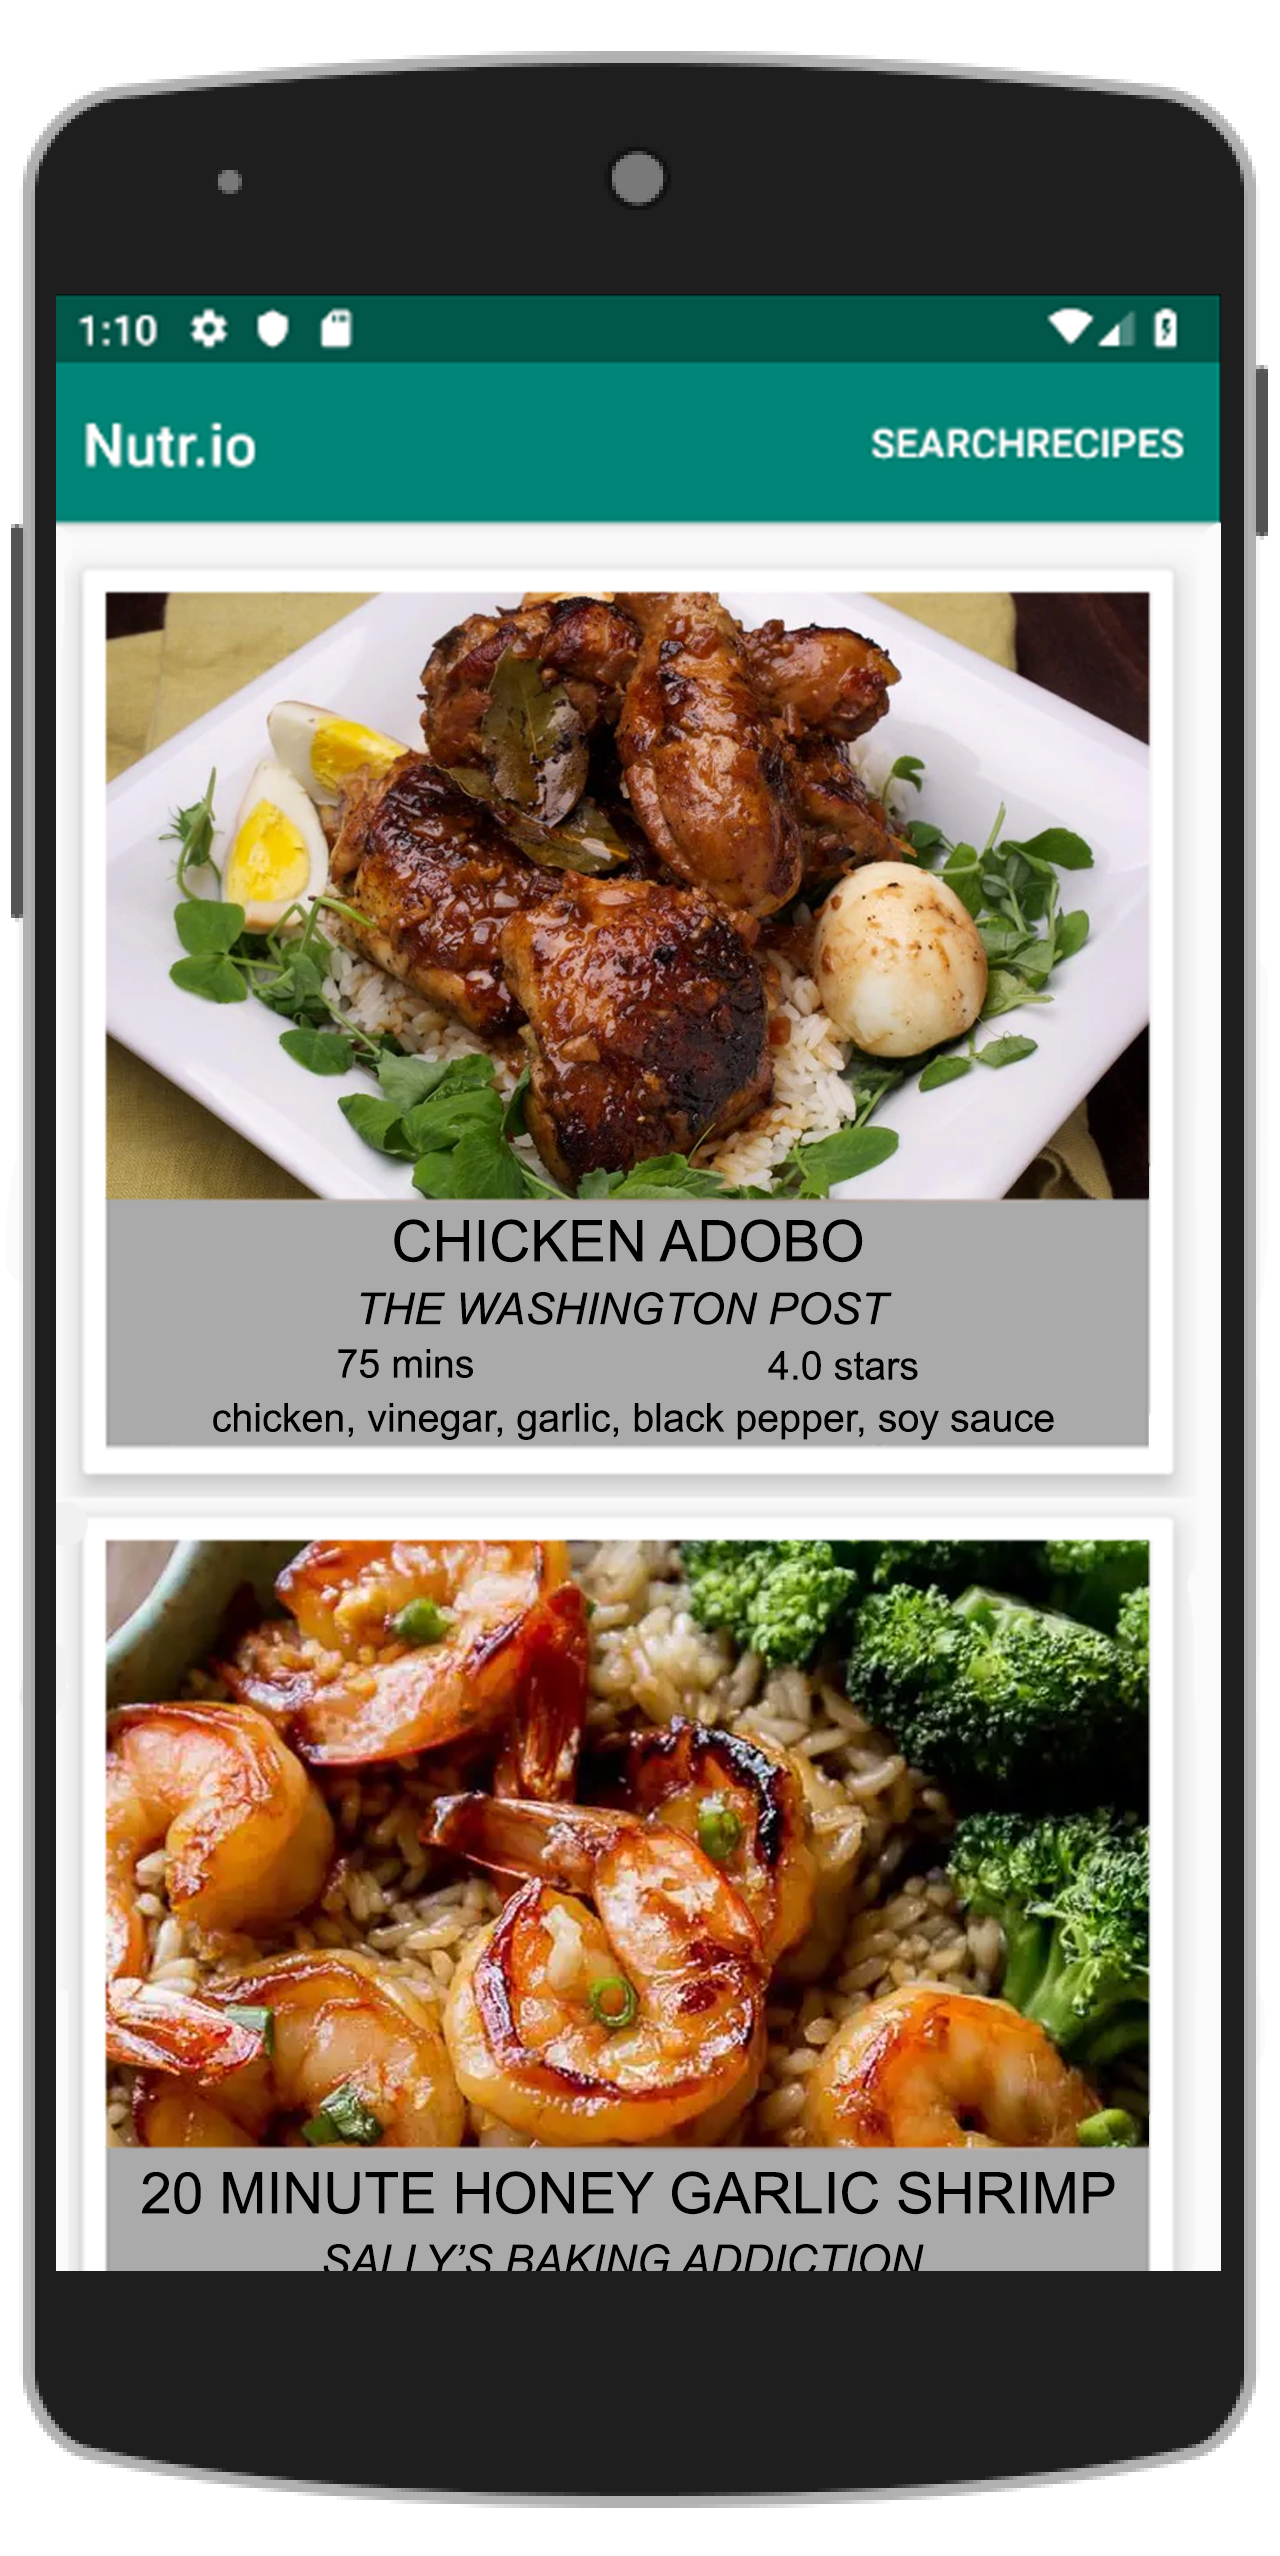 1:10
Nutr.io SEARCHRECIPES
CHICKEN ADOBO
THE WASHINGTON POST
75 mins 4.0 stars
chicken, vinegar, garlic, black pepper, soy sauce
20 MINUTE HONEY GARLIC SHRIMP
SALLY’S BAKING ADDICTION